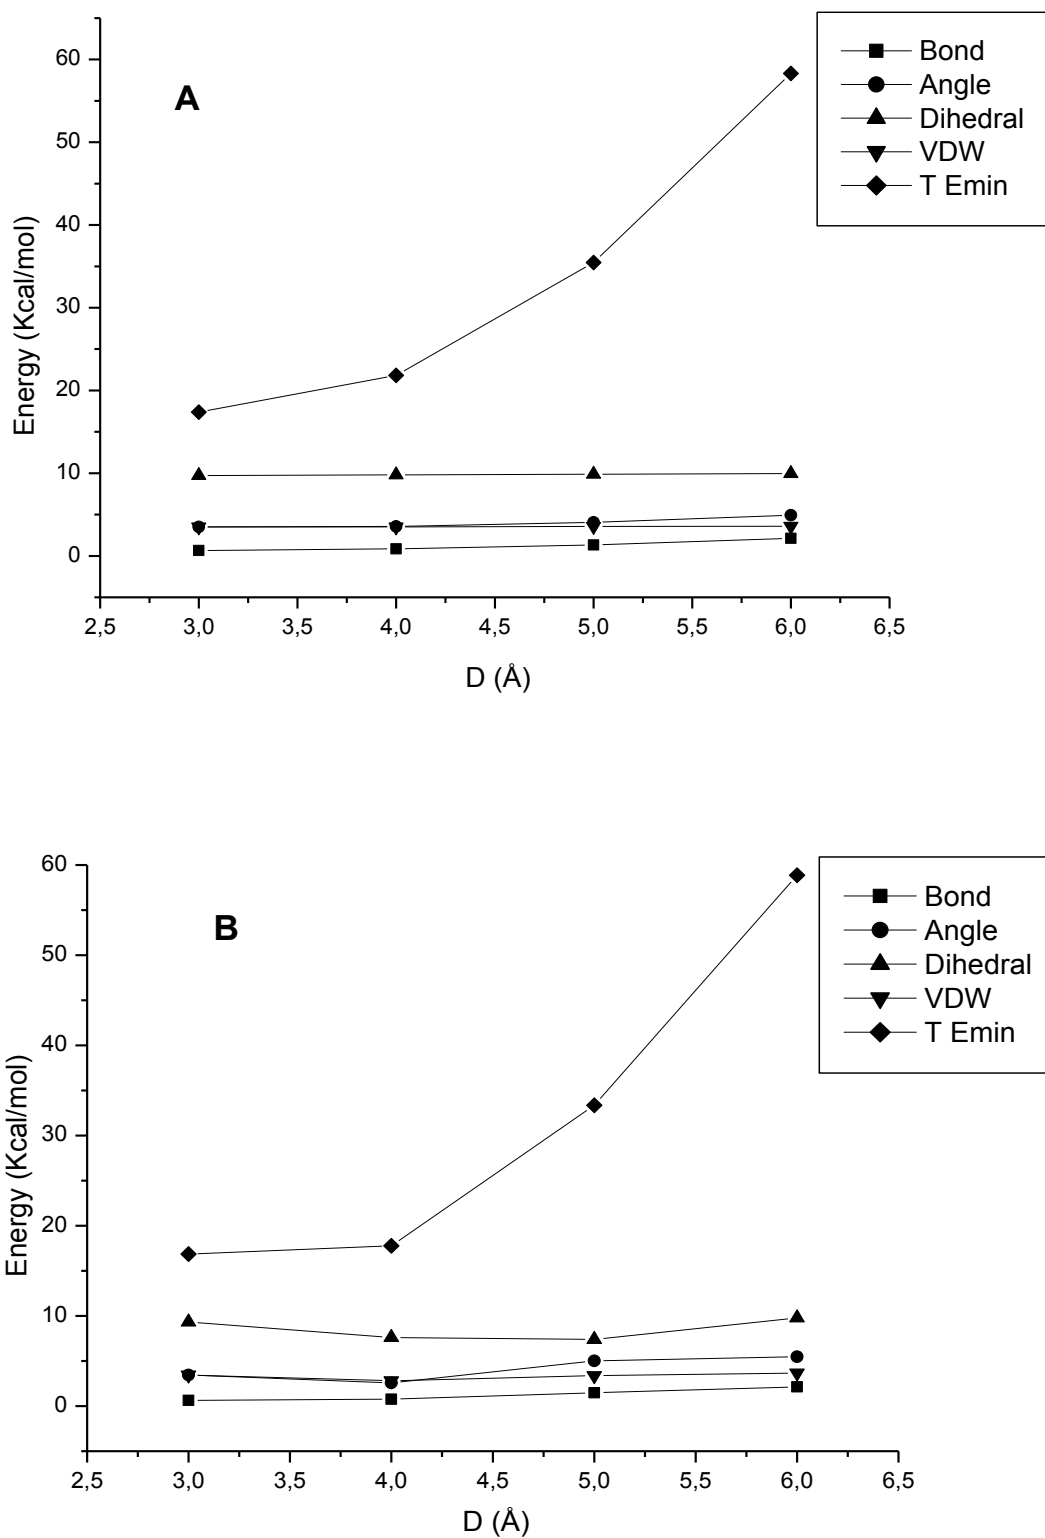 A
Bond
Angle
Dihedral
VDW
T Emin
Energy (Kcal/mol)
60
50
40
30
20
10
0
2,5 3,0 3,5 4,0 4,5 5,0 5,5 6,0 6,5
D (Å)
B
Bond
Angle
Dihedral
VDW
T Emin
Energy (Kcal/mol)
60
50
40
30
20
10
0
2,5 3,0 3,5 4,0 4,5 5,0 5,5 6,0 6,5
D (Å)